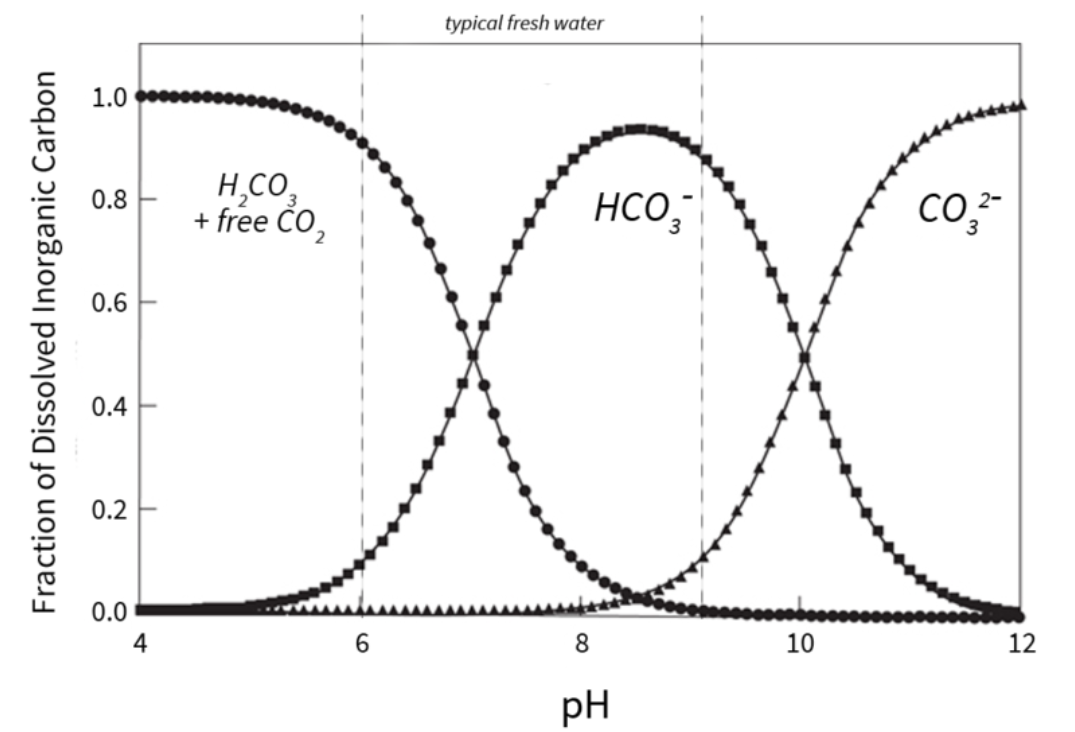 typical fresh water
Fraction of Dissolved Inorganic Carbon
1.0
0.8
0.6
0.4
0.2
0.0
H₂CO₃
+ free CO₂
HCO₃⁻
CO₃²⁻
4 6 8 10 12
pH